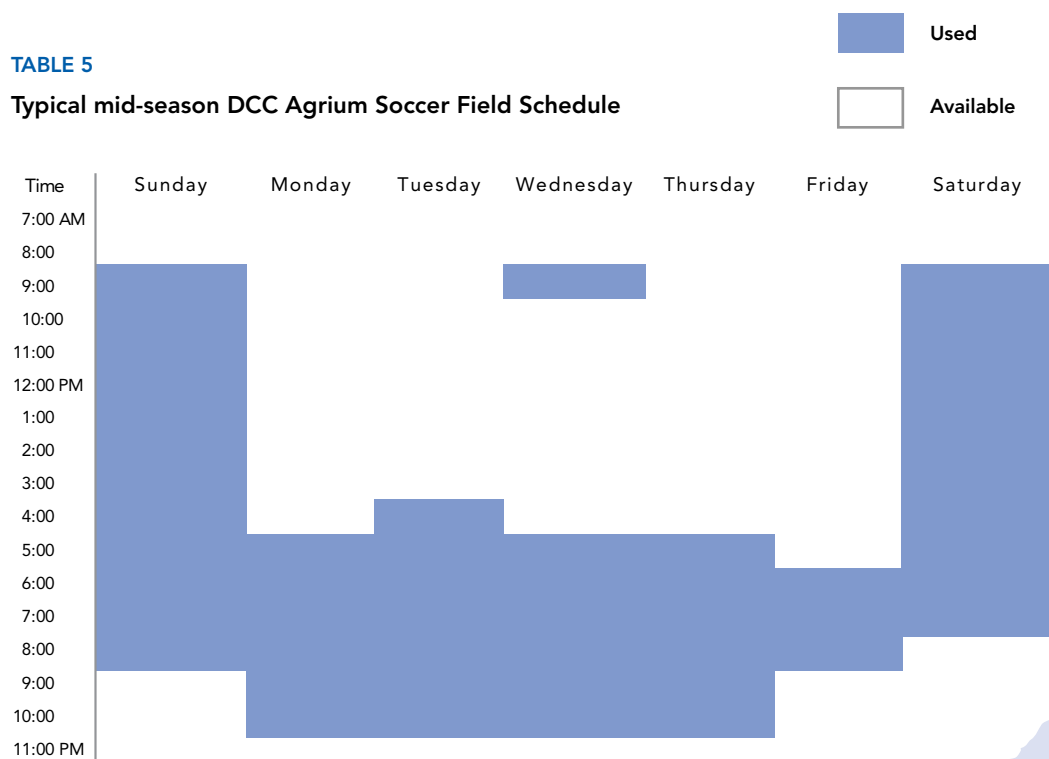 Used
TABLE 5
Typical mid-season DCC Agrium Soccer Field Schedule
Available
Time Sunday Monday Tuesday Wednesday Thursday Friday Saturday
7:00 AM
8:00
9:00
10:00
11:00
12:00 PM
1:00
2:00
3:00
4:00
5:00
6:00
7:00
8:00
9:00
10:00
11:00 PM